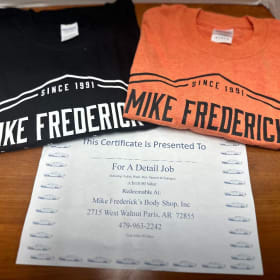 SINCE 1991
MIKE FREDERICK
SINCE 1991
MIKE FREDERICK
This Certificate Is Presented To
For A Detail Job
Redeemable At:
Mike Frederick's Body Shop, Inc
2715 West Walnut Paris, AR 72855
479-963-2242